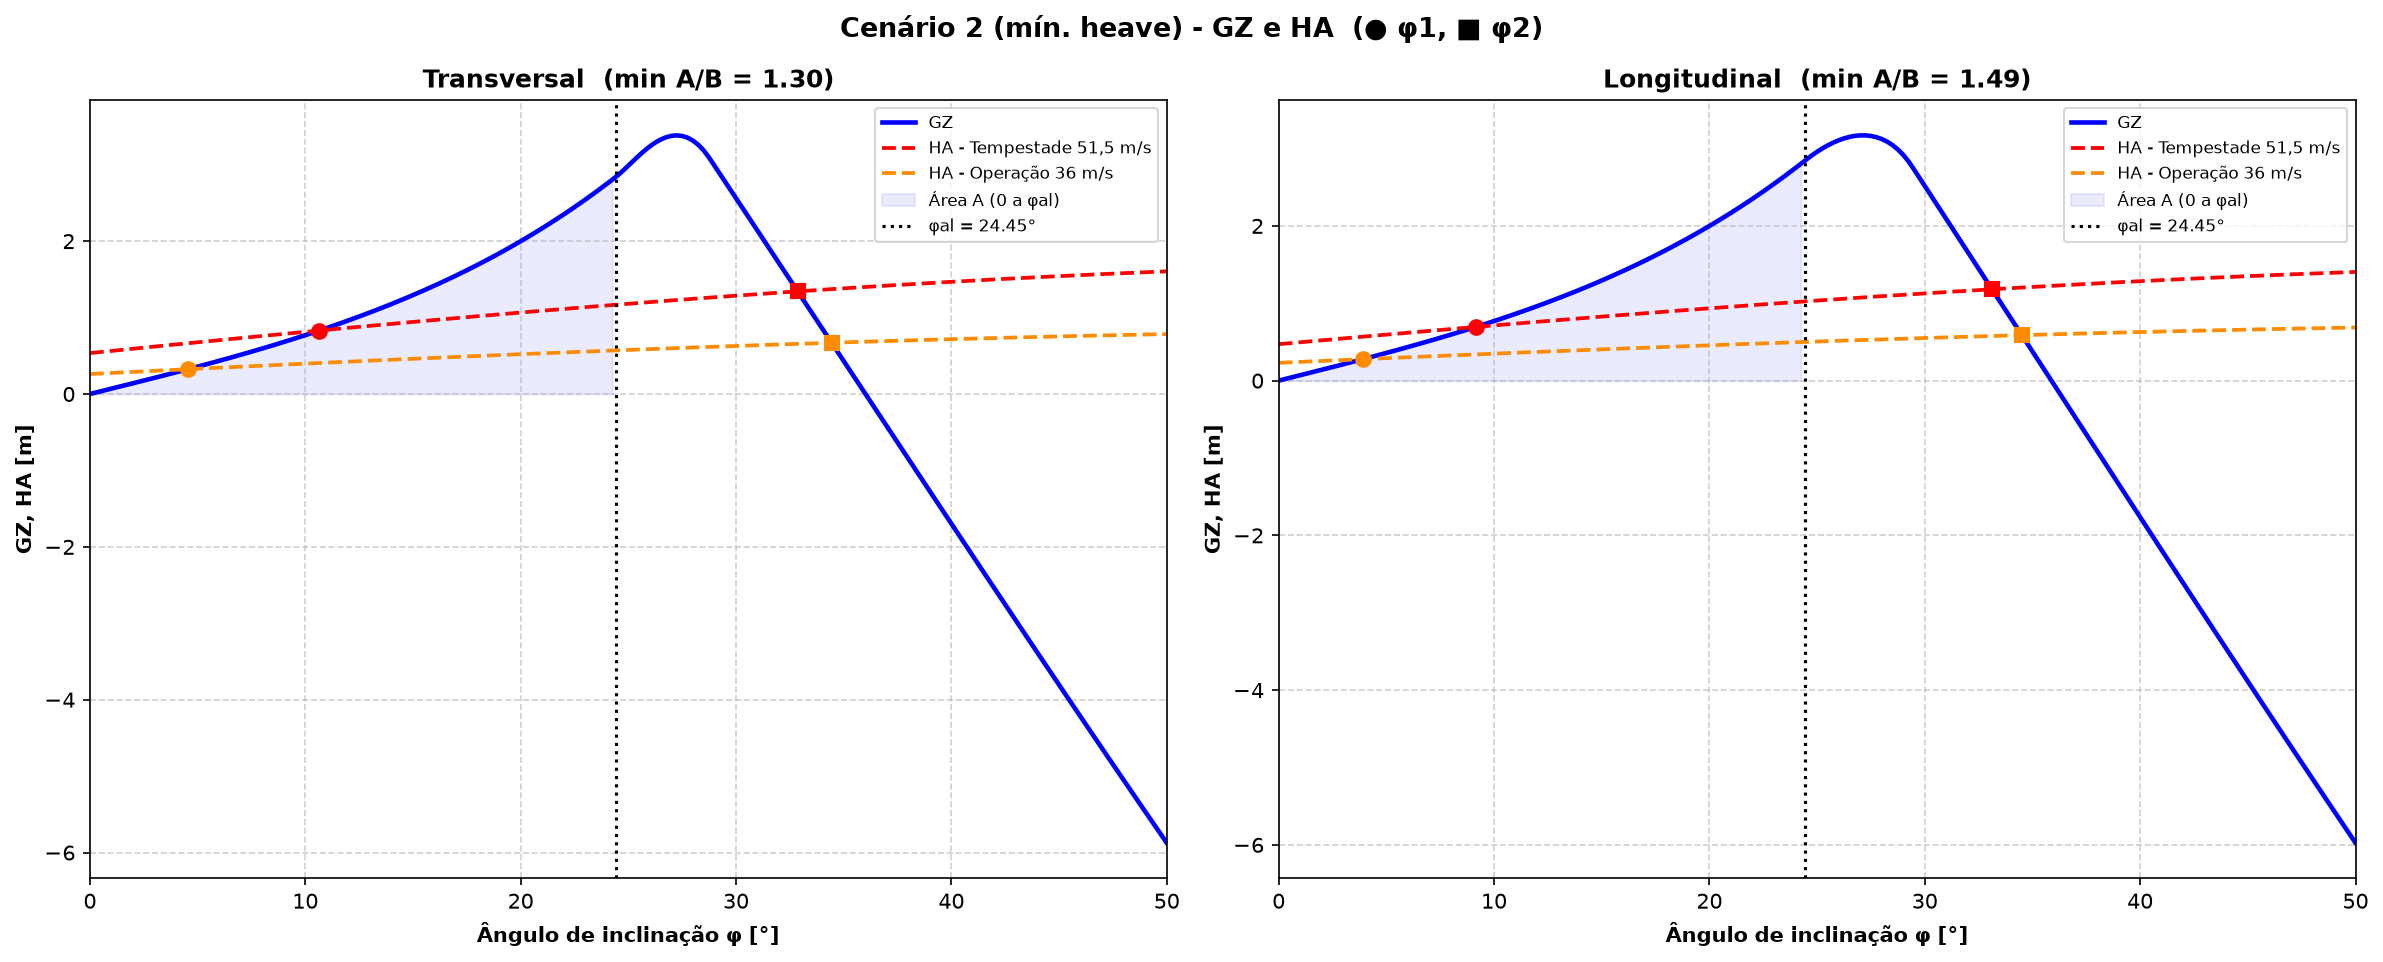 Cenário 2 (mín. heave) - GZ e HA  (● φ1, ■ φ2)
Transversal  (min A/B = 1.30)
GZ
HA - Tempestade 51,5 m/s
HA - Operação 36 m/s
Área A (0 a φal)
φal = 24.45°
2
0
−2
−4
−6
GZ, HA [m]
0 10 20 30 40 50
Ângulo de inclinação φ [°]
Longitudinal  (min A/B = 1.49)
GZ
HA - Tempestade 51,5 m/s
HA - Operação 36 m/s
Área A (0 a φal)
φal = 24.45°
2
0
−2
−4
−6
GZ, HA [m]
0 10 20 30 40 50
Ângulo de inclinação φ [°]